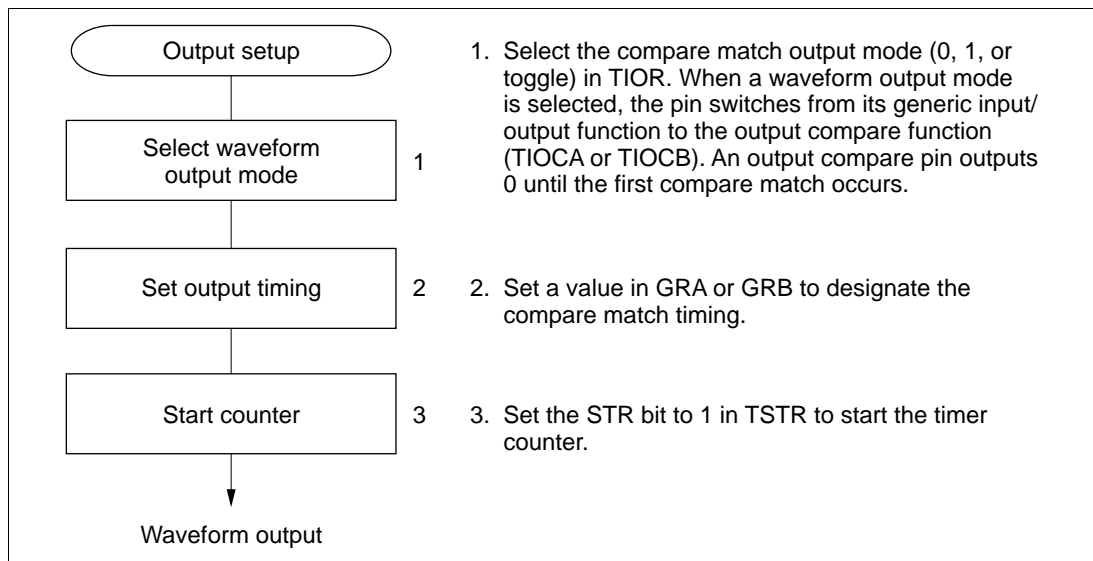 Output setup
Select waveform
output mode
1
Set output timing
2
Start counter
3
Waveform output
1. Select the compare match output mode (0, 1, or
toggle) in TIOR. When a waveform output mode
is selected, the pin switches from its generic input/
output function to the output compare function
(TIOCA or TIOCB). An output compare pin outputs
0 until the first compare match occurs.
2. Set a value in GRA or GRB to designate the
compare match timing.
3. Set the STR bit to 1 in TSTR to start the timer
counter.